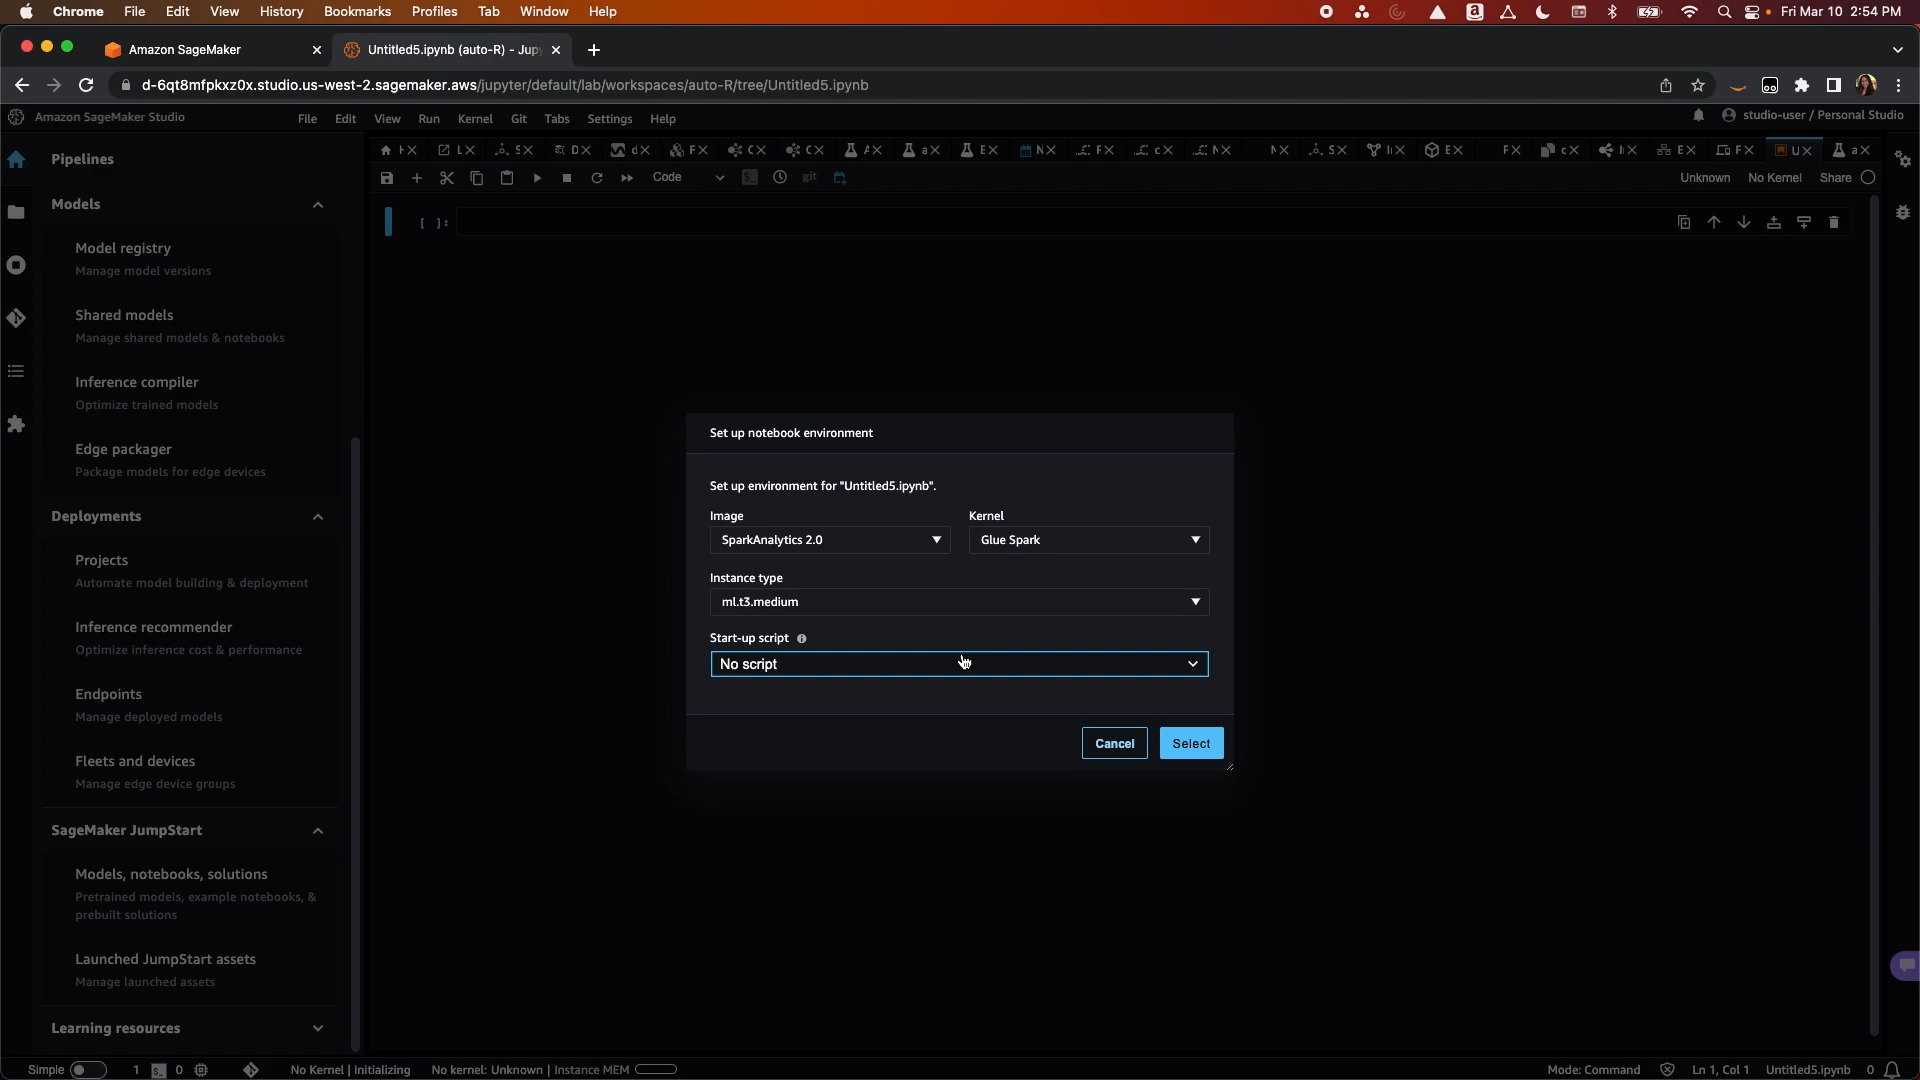 Chrome File Edit View History Bookmarks Profiles Tab Window Help
Fri Mar 10 2:54 PM
Amazon SageMaker
Untitled5.ipynb (auto-R) - Jup
d-6qt8mfpkxz0x.studio.us-west-2.sagemaker.aws/jupyter/default/lab/workspaces/auto-R/tree/Untitled5.ipynb
Amazon SageMaker Studio
File Edit View Run Kernel Git Tabs Settings Help
studio-user / Personal Studio
Pipelines
Code
git
Unknown No Kernel Share
[ ]:
Models
Model registry
Manage model versions
Shared models
Manage shared models & notebooks
Inference compiler
Optimize trained models
Edge packager
Package models for edge devices
Deployments
Projects
Automate model building & deployment
Inference recommender
Optimize inference cost & performance
Endpoints
Manage deployed models
Fleets and devices
Manage edge device groups
SageMaker JumpStart
Models, notebooks, solutions
Pretrained models, example notebooks, &
prebuilt solutions
Launched JumpStart assets
Manage launched assets
Learning resources
Set up notebook environment
Set up environment for "Untitled5.ipynb".
Image
Kernel
SparkAnalytics 2.0
Glue Spark
Instance type
ml.t3.medium
Start-up script
No script
Cancel
Select
Simple 1 0 No Kernel | Initializing No kernel: Unknown | Instance MEM
Mode: Command Ln 1, Col 1 Untitled5.ipynb 0